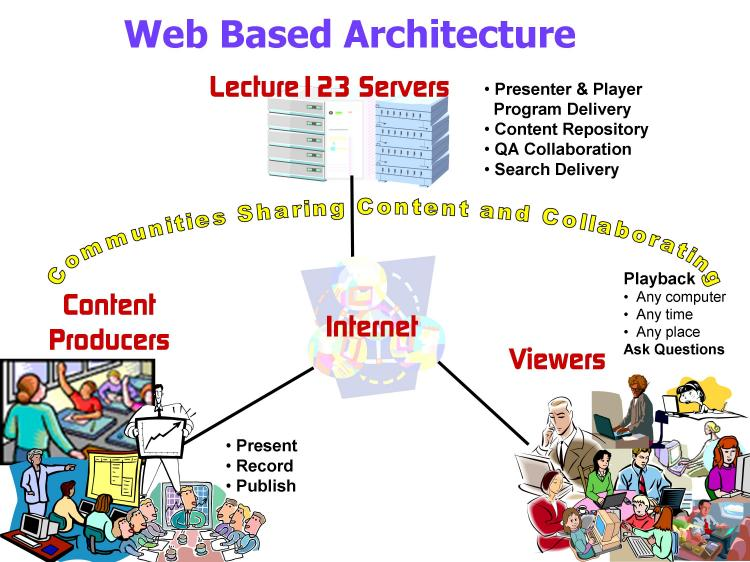 Web Based Architecture
Lecture123 Servers
• Presenter & Player
Program Delivery
• Content Repository
• QA Collaboration
• Search Delivery
Communities Sharing Content and Collaborating
Content
Producers
Internet
Playback
• Any computer
• Any time
• Any place
Ask Questions
Viewers
• Present
• Record
• Publish